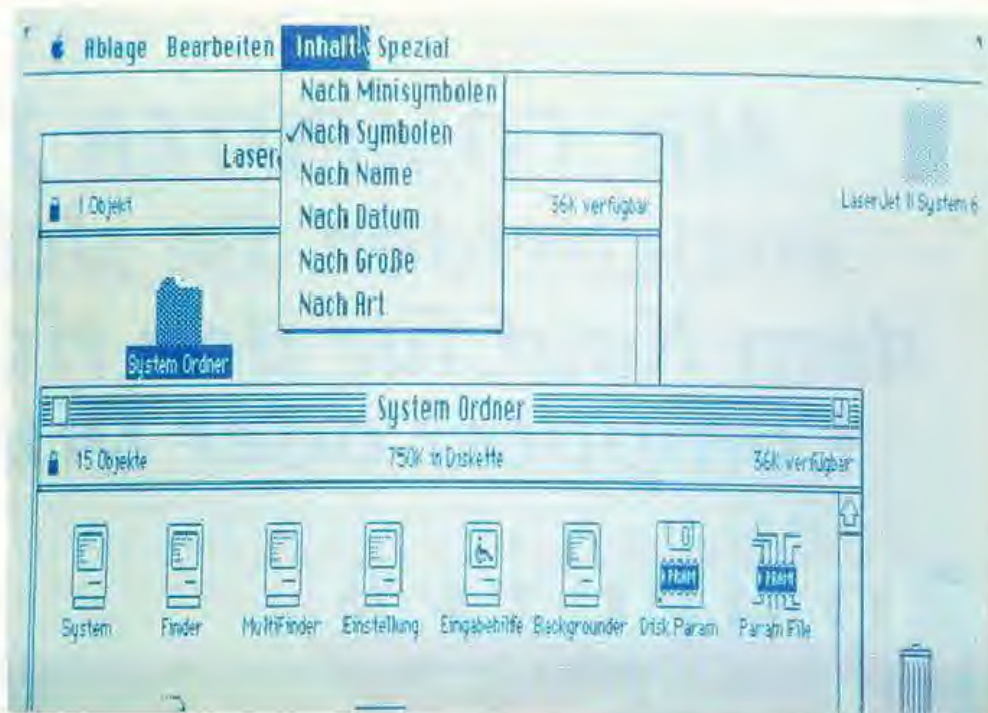 Ablage Bearbeiten Inhalt Spezial
Nach Minisymbolen
✓Nach Symbolen
Nach Name
Nach Datum
Nach Größe
Nach Art
1 Objekt
36K verfügbar
LaserJet II System 6
System Ordner
System Ordner
15 Objekte 750K in Diskette 36K verfügbar
PRAM PRAM
System Finder MultiFinder Einstellung Eingabehilfe Backgrounder Disk Param Param File